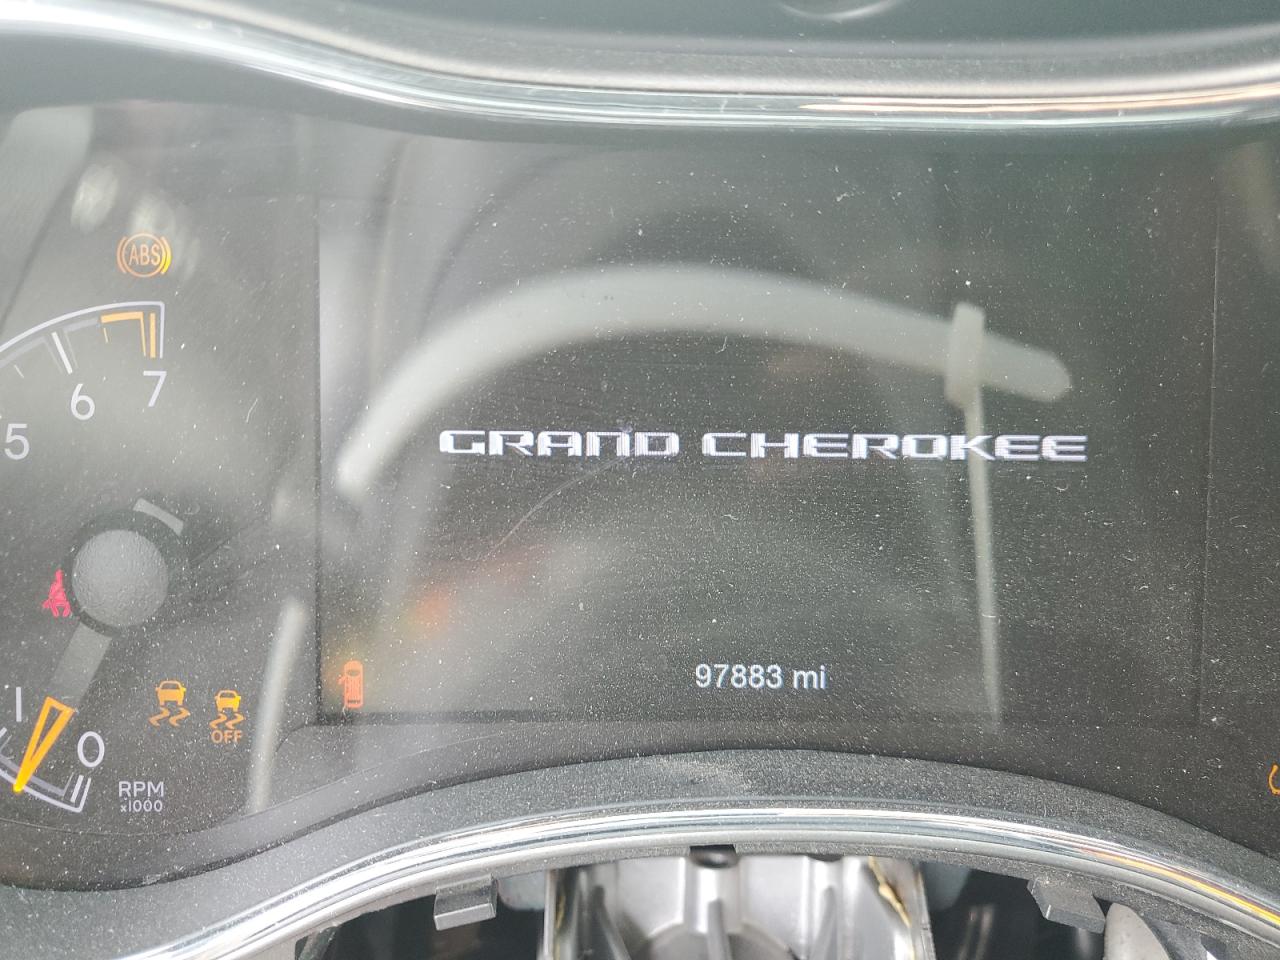 ABS
5
6
7
GRAND CHEROKEE
97883 mi
1
0
OFF
RPM
x1000